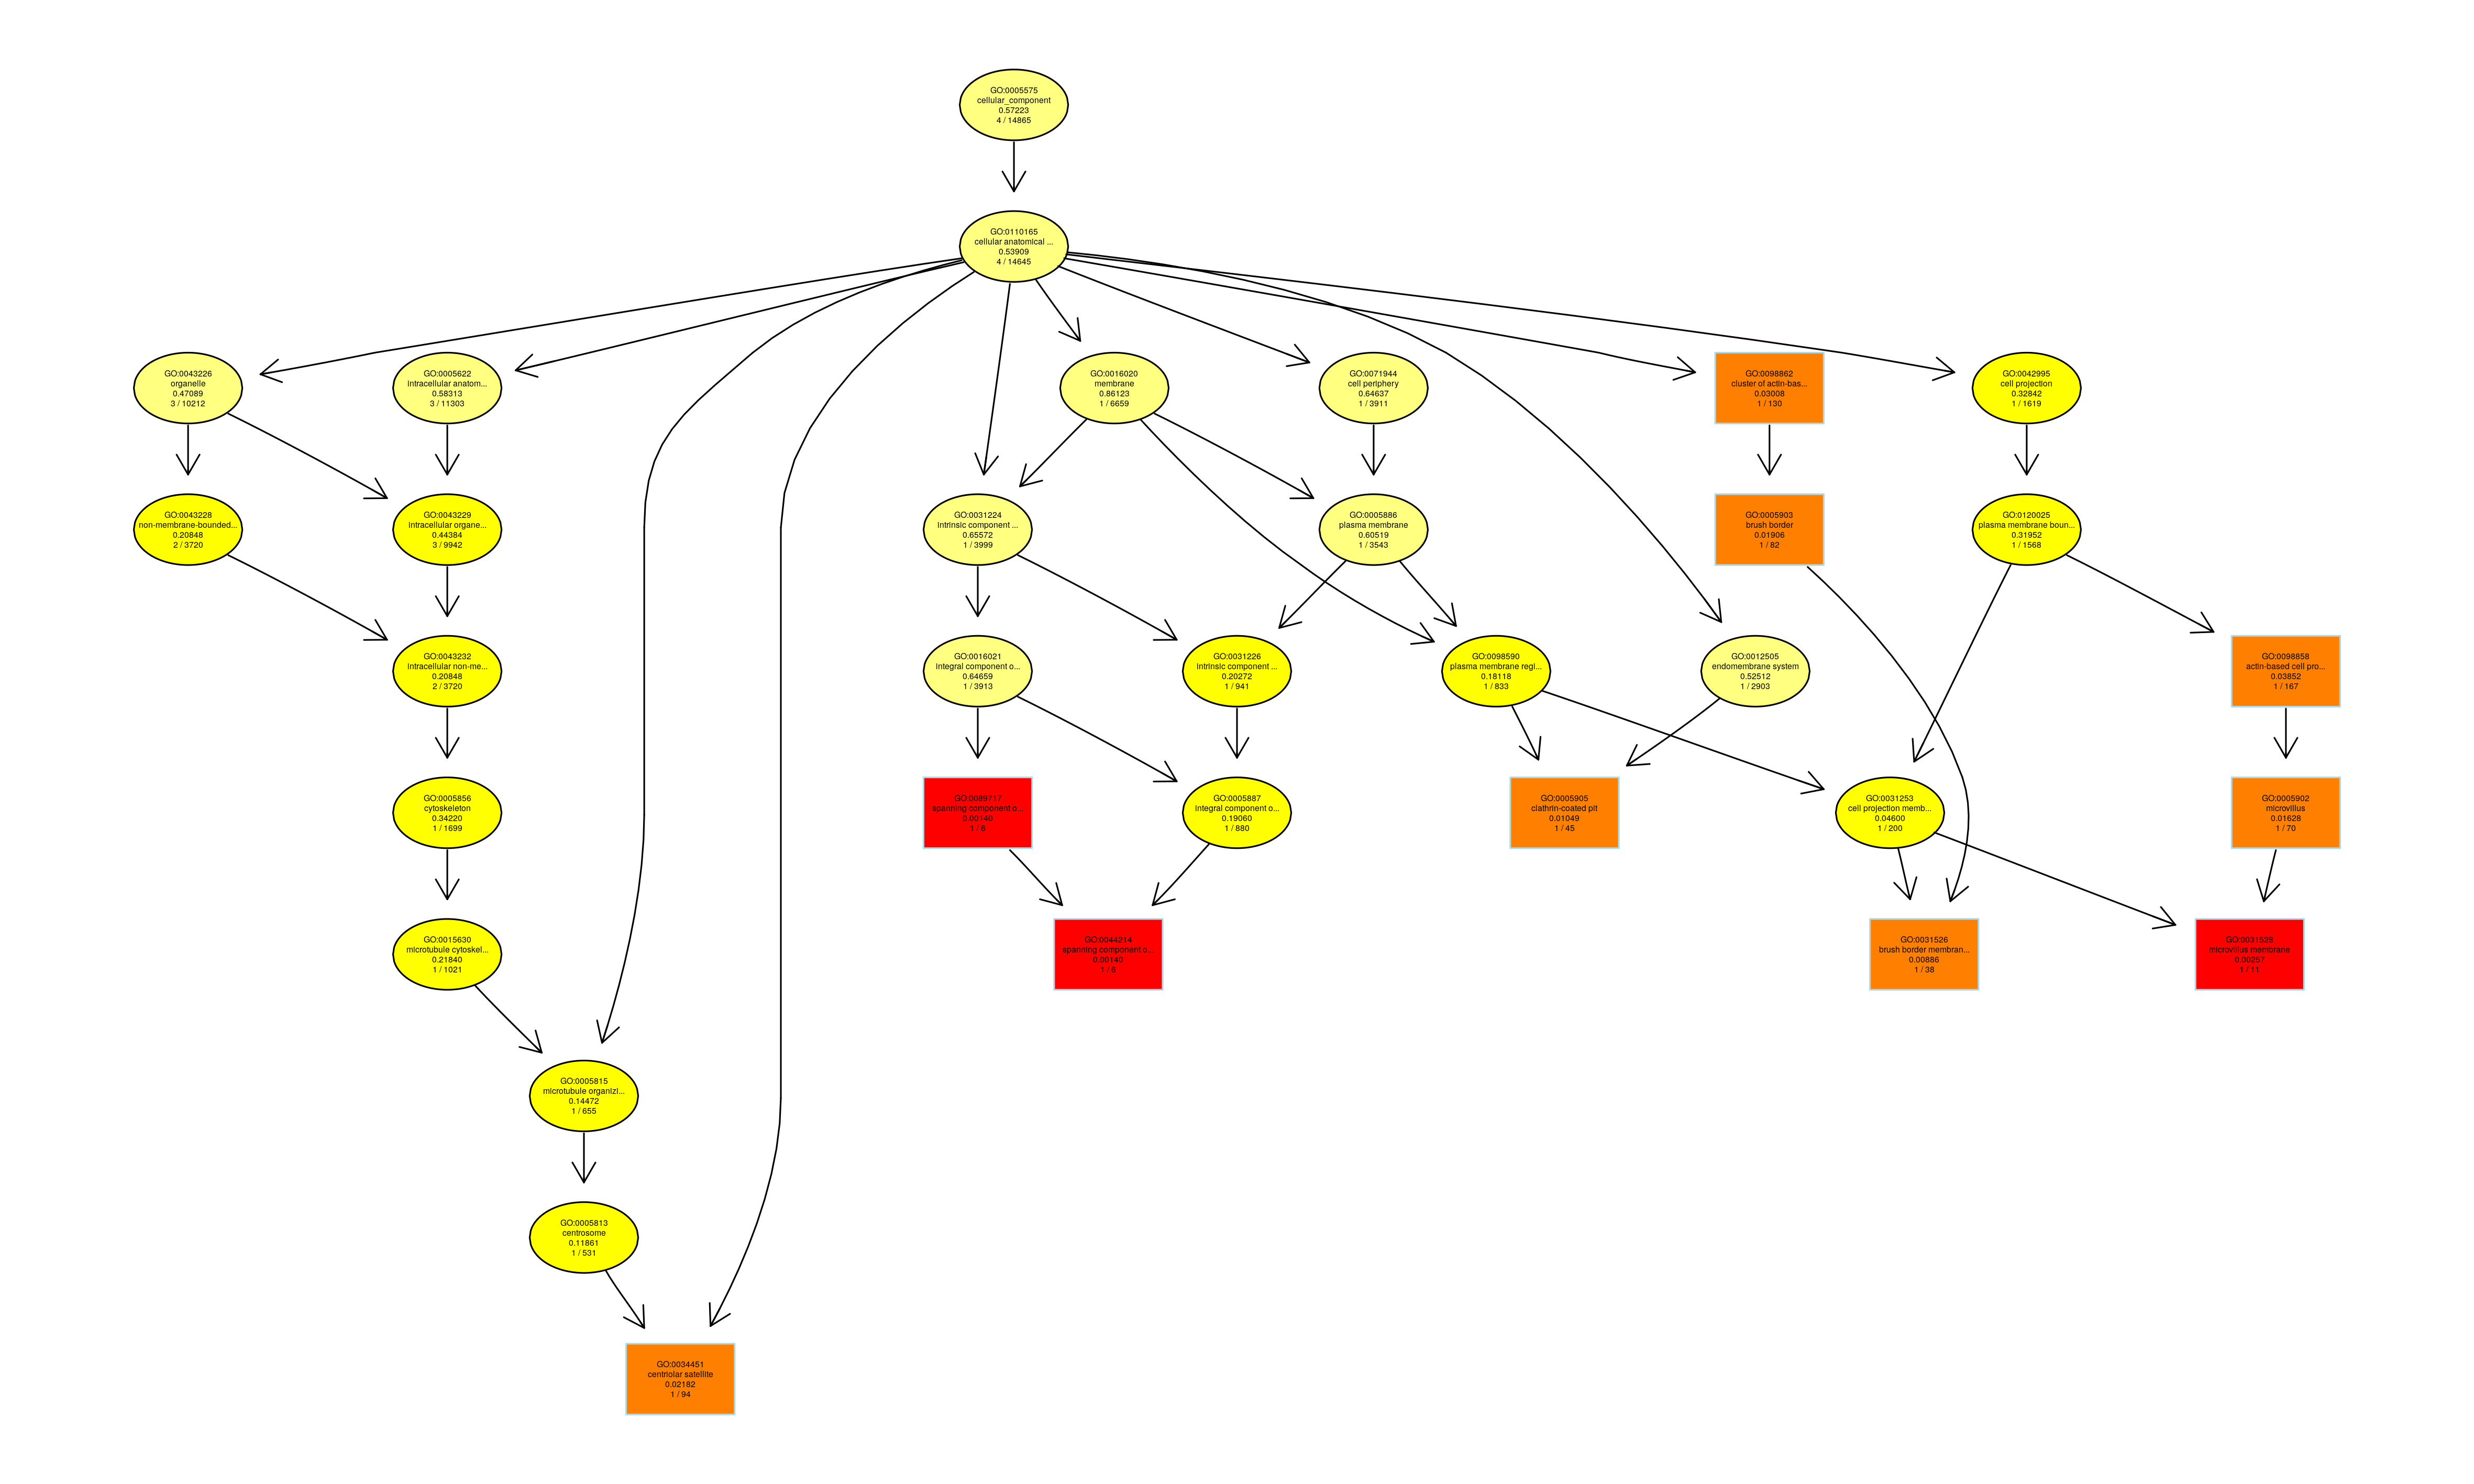 GO:0005575
cellular_component
0.57223
4 / 14865
GO:0110165
cellular anatomical ...
0.53909
4 / 14645
GO:0043226
organelle
0.47089
3 / 10212
GO:0005622
intracellular anatom...
0.58313
3 / 11303
GO:0016020
membrane
0.86123
1 / 6659
GO:0071944
cell periphery
0.64637
1 / 3911
GO:0098862
cluster of actin-bas...
0.03008
1 / 130
GO:0042995
cell projection
0.32842
1 / 1619
GO:0043228
non-membrane-bounded...
0.20848
2 / 3720
GO:0043229
intracellular organe...
0.44384
3 / 9942
GO:0031224
intrinsic component ...
0.65572
1 / 3999
GO:0005886
plasma membrane
0.60519
1 / 3543
GO:0005903
brush border
0.01906
1 / 82
GO:0120025
plasma membrane boun...
0.31952
1 / 1568
GO:0043232
intracellular non-me...
0.20848
2 / 3720
GO:0016021
integral component o...
0.64659
1 / 3913
GO:0031226
intrinsic component ...
0.20272
1 / 941
GO:0098590
plasma membrane regi...
0.18118
1 / 833
GO:0012505
endomembrane system
0.52512
1 / 2903
GO:0098858
actin-based cell pro...
0.03852
1 / 167
GO:0005856
cytoskeleton
0.34220
1 / 1699
GO:0089717
spanning component o...
0.00140
1 / 6
GO:0005887
integral component o...
0.19060
1 / 880
GO:0005905
clathrin-coated pit
0.01049
1 / 45
GO:0031253
cell projection memb...
0.04600
1 / 200
GO:0005902
microvillus
0.01628
1 / 70
GO:0015630
microtubule cytoskel...
0.21840
1 / 1021
GO:0044214
spanning component o...
0.00140
1 / 6
GO:0031526
brush border membran...
0.00886
1 / 38
GO:0031528
microvillus membrane
0.00257
1 / 11
GO:0005815
microtubule organizi...
0.14472
1 / 655
GO:0005813
centrosome
0.11861
1 / 531
GO:0034451
centriolar satellite
0.02182
1 / 94